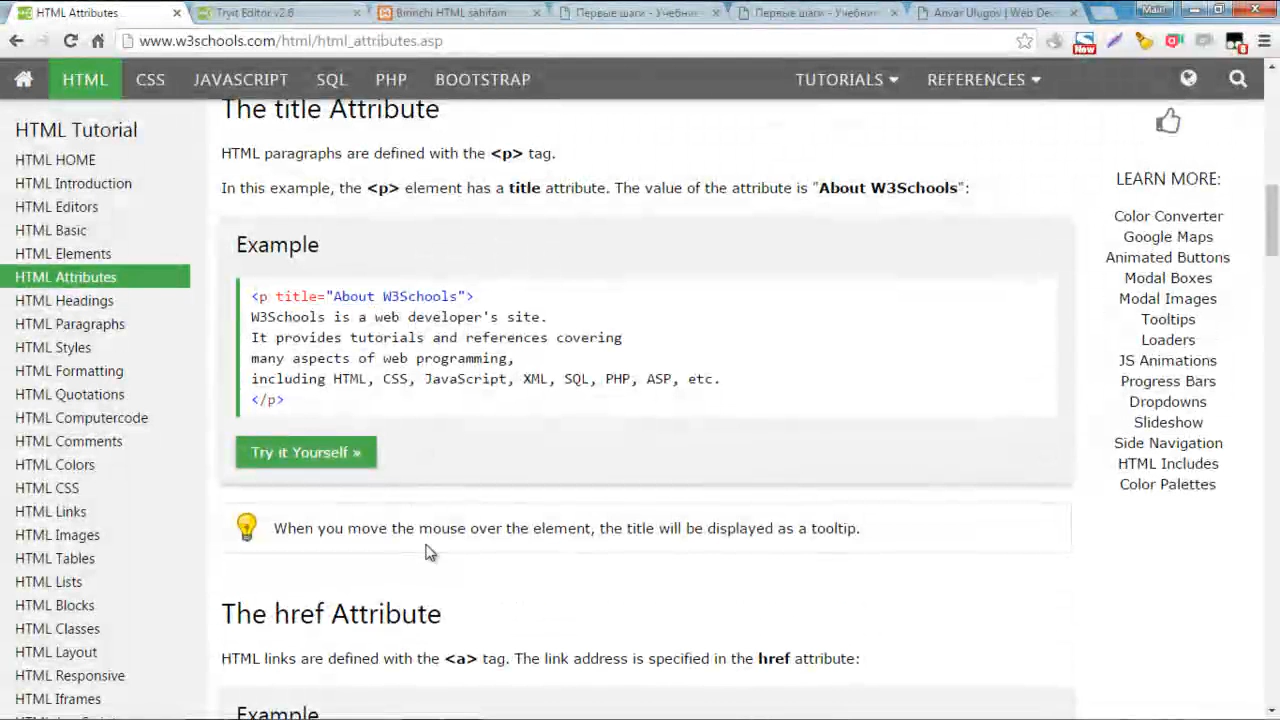 HTML Attributes
Tryit Editor v2.6
Birinchi HTML sahifam
Первые шаги - Учебник
Первые шаги - Учебник
Anvar Ulugov | Web De
Main
www.w3schools.com/html/html_attributes.asp
New
HTML CSS JAVASCRIPT SQL PHP BOOTSTRAP TUTORIALS REFERENCES
HTML Tutorial
HTML HOME
HTML Introduction
HTML Editors
HTML Basic
HTML Elements
HTML Attributes
HTML Headings
HTML Paragraphs
HTML Styles
HTML Formatting
HTML Quotations
HTML Computercode
HTML Comments
HTML Colors
HTML CSS
HTML Links
HTML Images
HTML Tables
HTML Lists
HTML Blocks
HTML Classes
HTML Layout
HTML Responsive
HTML Iframes
The title Attribute
HTML paragraphs are defined with the <p> tag.
In this example, the <p> element has a title attribute. The value of the attribute is "About W3Schools":
Example
<p title="About W3Schools">
W3Schools is a web developer's site.
It provides tutorials and references covering
many aspects of web programming,
including HTML, CSS, JavaScript, XML, SQL, PHP, ASP, etc.
</p>
Try it Yourself »
When you move the mouse over the element, the title will be displayed as a tooltip.
The href Attribute
HTML links are defined with the <a> tag. The link address is specified in the href attribute:
Example
LEARN MORE:
Color Converter
Google Maps
Animated Buttons
Modal Boxes
Modal Images
Tooltips
Loaders
JS Animations
Progress Bars
Dropdowns
Slideshow
Side Navigation
HTML Includes
Color Palettes